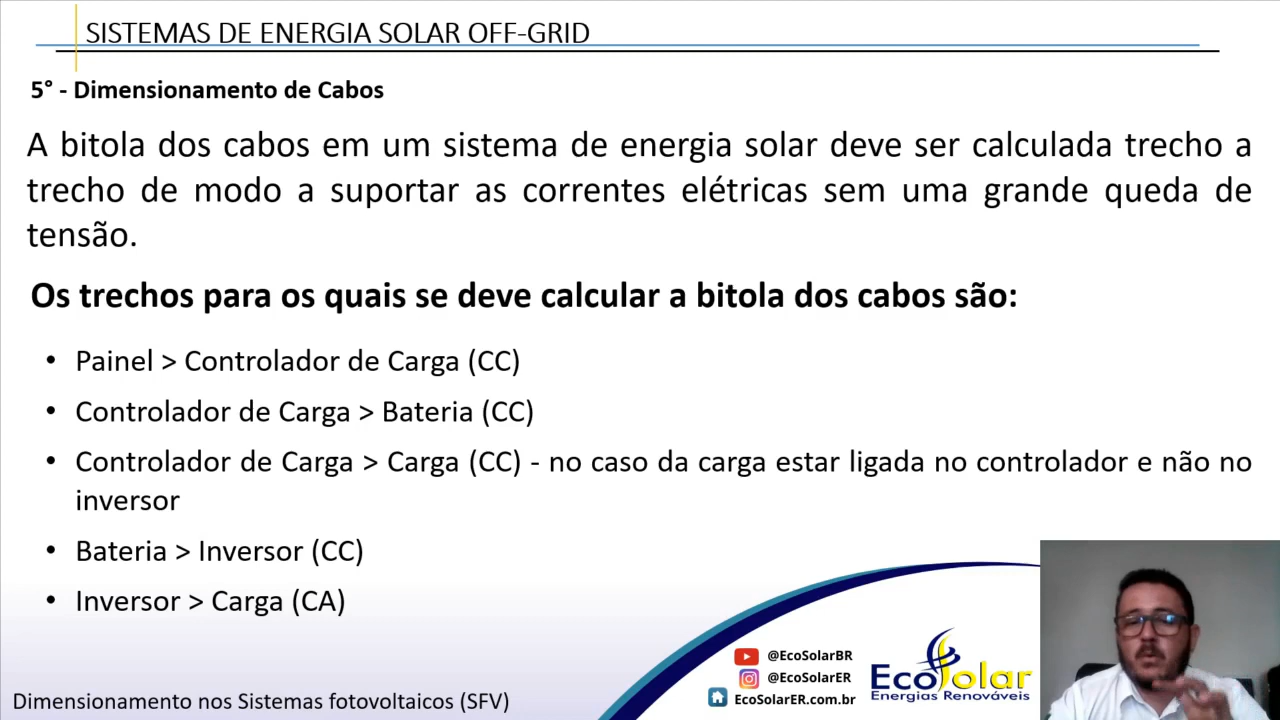 SISTEMAS DE ENERGIA SOLAR OFF-GRID
5° - Dimensionamento de Cabos
A bitola dos cabos em um sistema de energia solar deve ser calculada trecho a
trecho de modo a suportar as correntes elétricas sem uma grande queda de
tensão.
Os trechos para os quais se deve calcular a bitola dos cabos são:
• Painel > Controlador de Carga (CC)
• Controlador de Carga > Bateria (CC)
• Controlador de Carga > Carga (CC) - no caso da carga estar ligada no controlador e não no
inversor
• Bateria > Inversor (CC)
• Inversor > Carga (CA)
@EcoSolarBR
@EcoSolarER
EcoSolarER.com.br
EcoSolar
Energias Renováveis
Dimensionamento nos Sistemas fotovoltaicos (SFV)